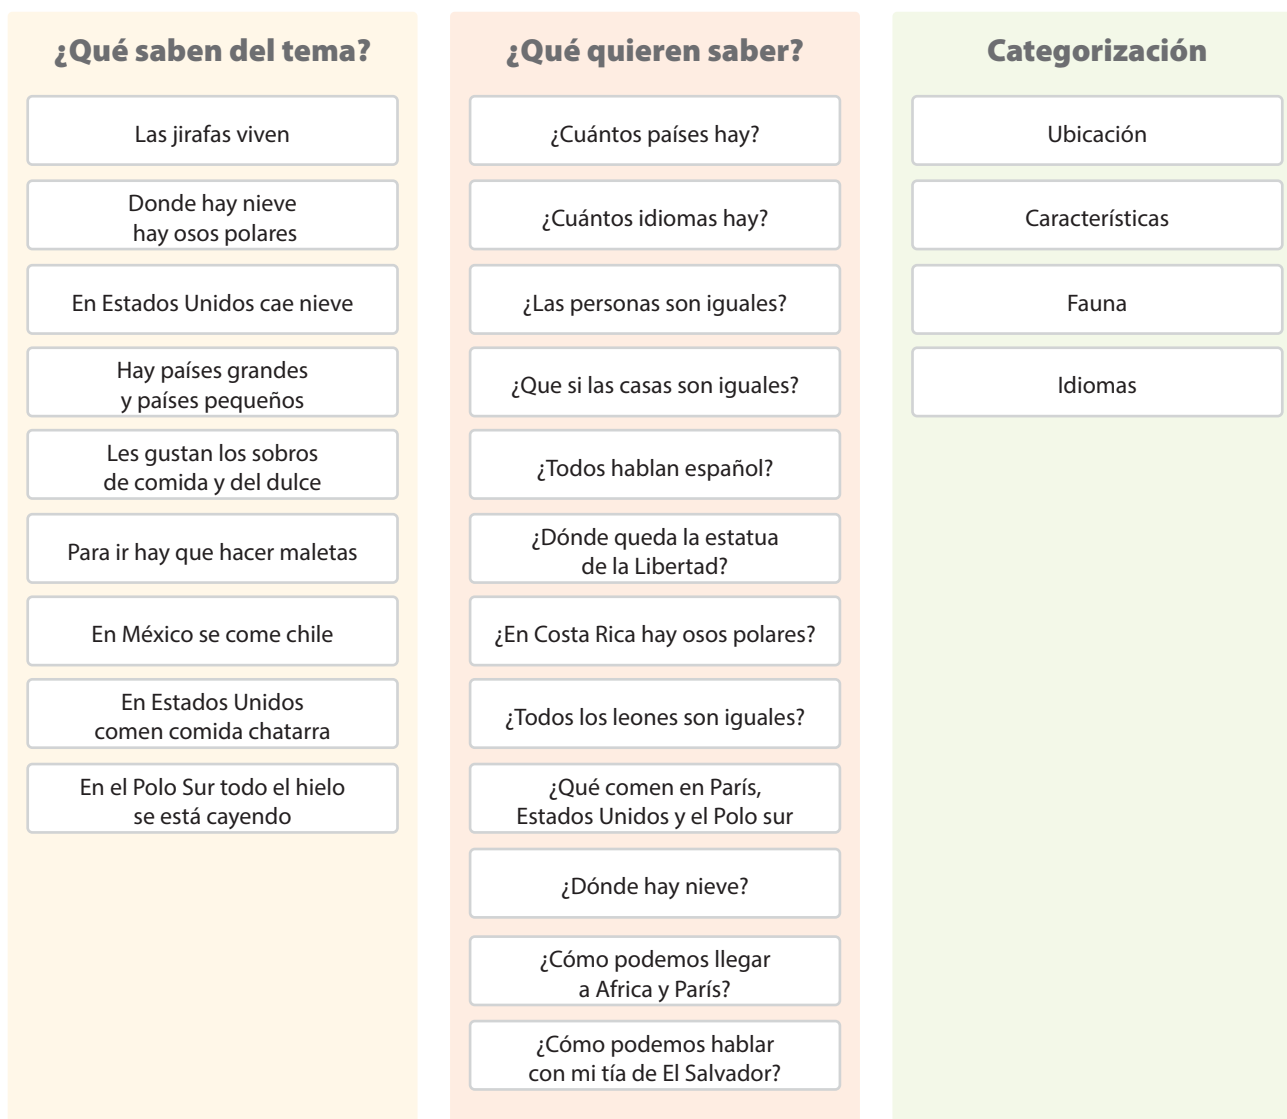 ¿Qué saben del tema?
Las jirafas viven
Donde hay nieve
hay osos polares
En Estados Unidos cae nieve
Hay países grandes
y países pequeños
Les gustan los sobros
de comida y del dulce
Para ir hay que hacer maletas
En México se come chile
En Estados Unidos
comen comida chatarra
En el Polo Sur todo el hielo
se está cayendo
¿Qué quieren saber?
¿Cuántos países hay?
¿Cuántos idiomas hay?
¿Las personas son iguales?
¿Que si las casas son iguales?
¿Todos hablan español?
¿Dónde queda la estatua
de la Libertad?
¿En Costa Rica hay osos polares?
¿Todos los leones son iguales?
¿Qué comen en París,
Estados Unidos y el Polo sur
¿Dónde hay nieve?
¿Cómo podemos llegar
a Africa y París?
¿Cómo podemos hablar
con mi tía de El Salvador?
Categorización
Ubicación
Características
Fauna
Idiomas